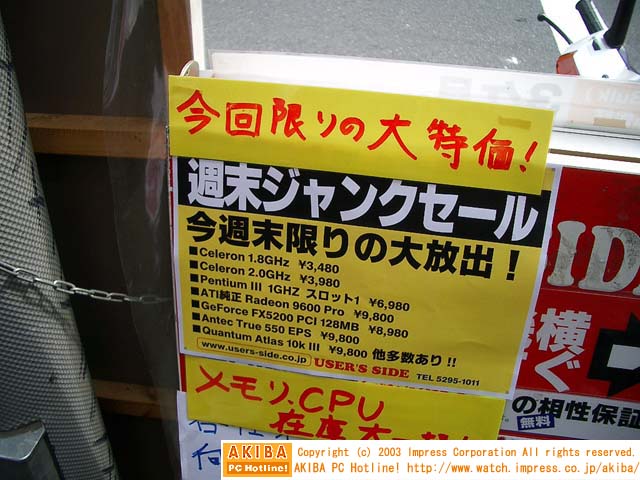 今回限りの大特価!
週末ジャンクセール
今週末限りの大放出!
■Celeron 1.8GHz ¥3,480
■Celeron 2.0GHz ¥3,980
■Pentium III 1GHZ スロット1 ¥6,980
■ATI純正 Radeon 9600 Pro ¥9,800
■GeForce FX5200 PCI 128MB ¥8,980
■Antec True 550 EPS ¥9,800
■Quantum Atlas 10k III ¥9,800 他多数あり!!
www.users-side.co.jp USER'S SIDE TEL 5295-1011
メモリ、CPU
在庫
横
ぐ
の相性保証
無料
AKIBA
PC Hotline!
Copyright (c) 2003 Impress Corporation All rights reserved.
AKIBA PC Hotline! http://www.watch.impress.co.jp/akiba/